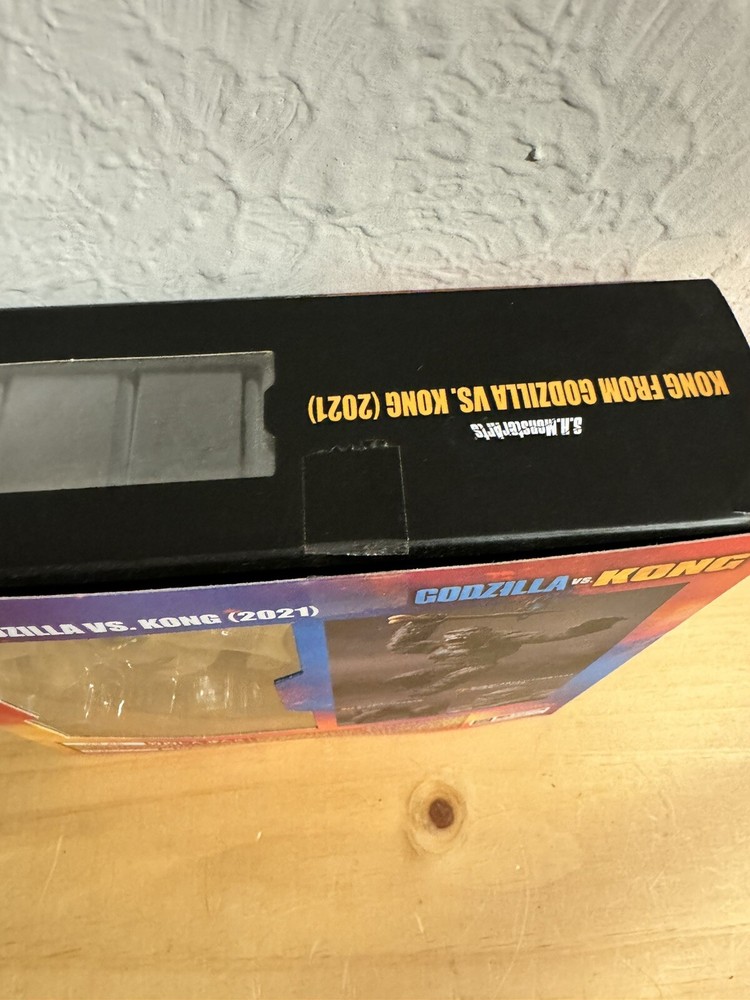 KONG FROM GODZILLA VS. KONG (2021)
S.H.MonsterArts
GODZILLA VS. KONG
ZILLA VS. KONG (2021)